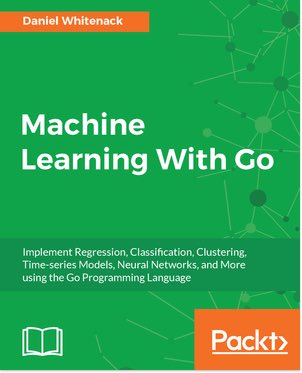 Daniel Whitenack
Machine
Learning With Go
Implement Regression, Classification, Clustering,
Time-series Models, Neural Networks, and More
using the Go Programming Language
Packt>